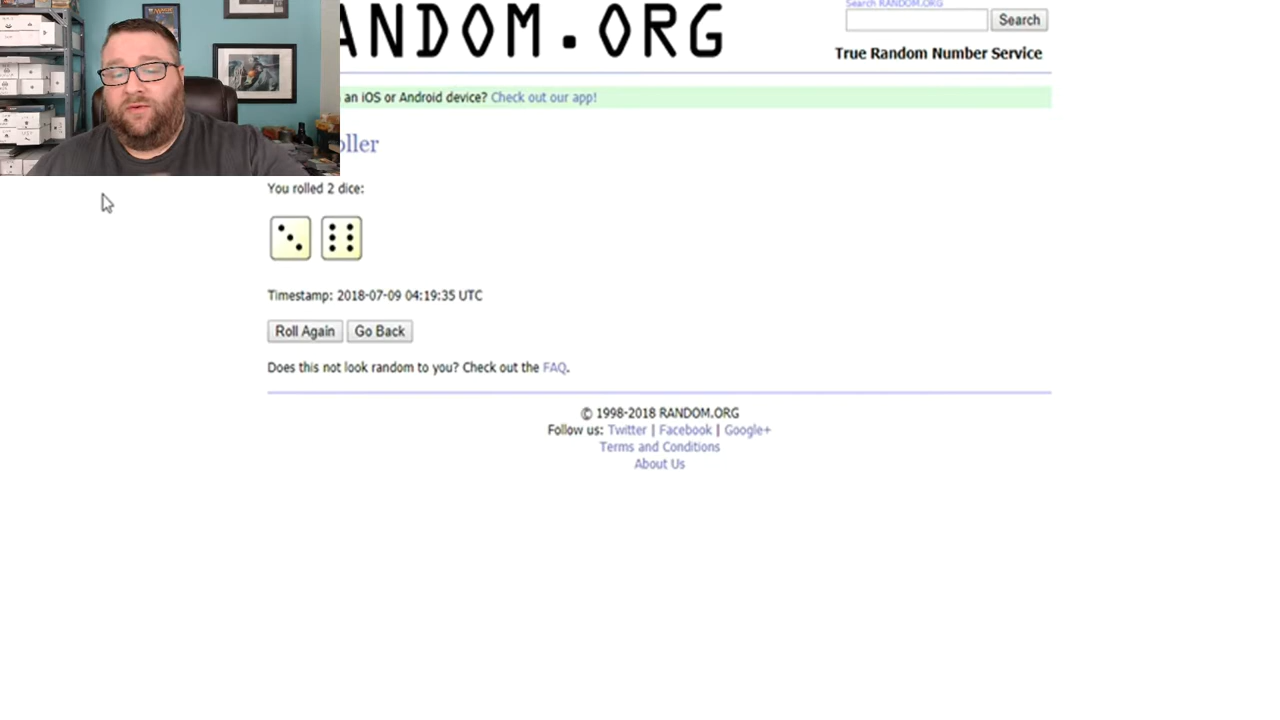 ANDOM.ORG
Search RANDOM.ORG
Search
True Random Number Service
an iOS or Android device? Check out our app!
oller
You rolled 2 dice:
Timestamp: 2018-07-09 04:19:35 UTC
Roll Again Go Back
Does this not look random to you? Check out the FAQ.
© 1998-2018 RANDOM.ORG
Follow us: Twitter | Facebook | Google+
Terms and Conditions
About Us